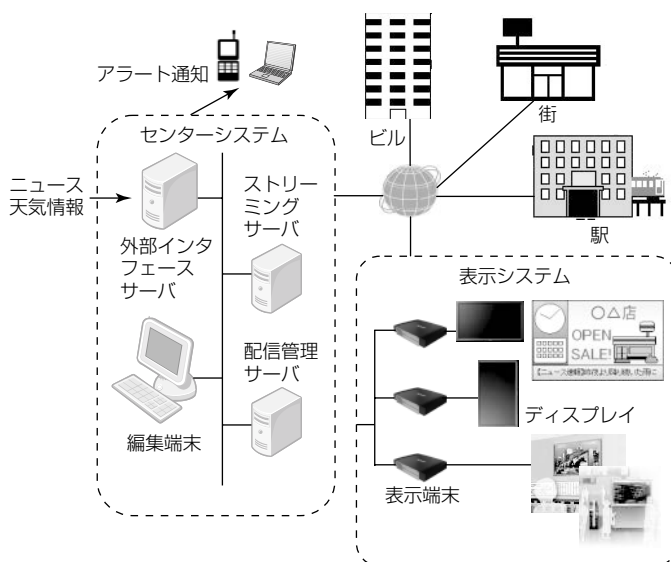 アラート通知
センターシステム
ビル
街
ニュース
天気情報
ストリー
ミング
サーバ
外部インタ
フェース
サーバ
駅
表示システム
配信管理
サーバ
編集端末
〇△店
OPEN
SALE!
ディスプレイ
表示端末